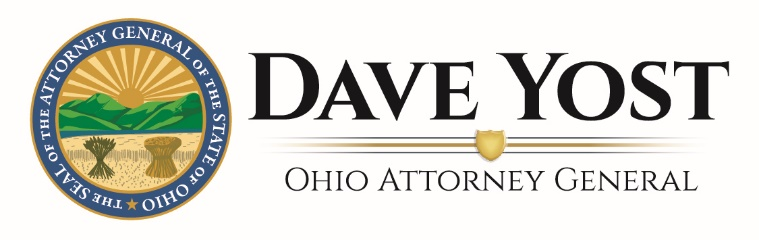 THE SEAL OF THE ATTORNEY GENERAL of THE STATE OF OHIO
DAVE YOST
OHIO ATTORNEY GENERAL